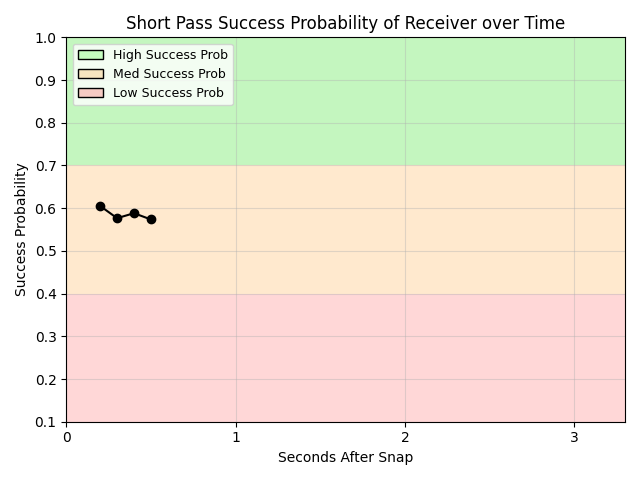 Short Pass Success Probability of Receiver over Time
High Success Prob
Med Success Prob
Low Success Prob
1.0
0.9
0.8
0.7
0.6
0.5
0.4
0.3
0.2
0.1
Success Probability
0 1 2 3
Seconds After Snap